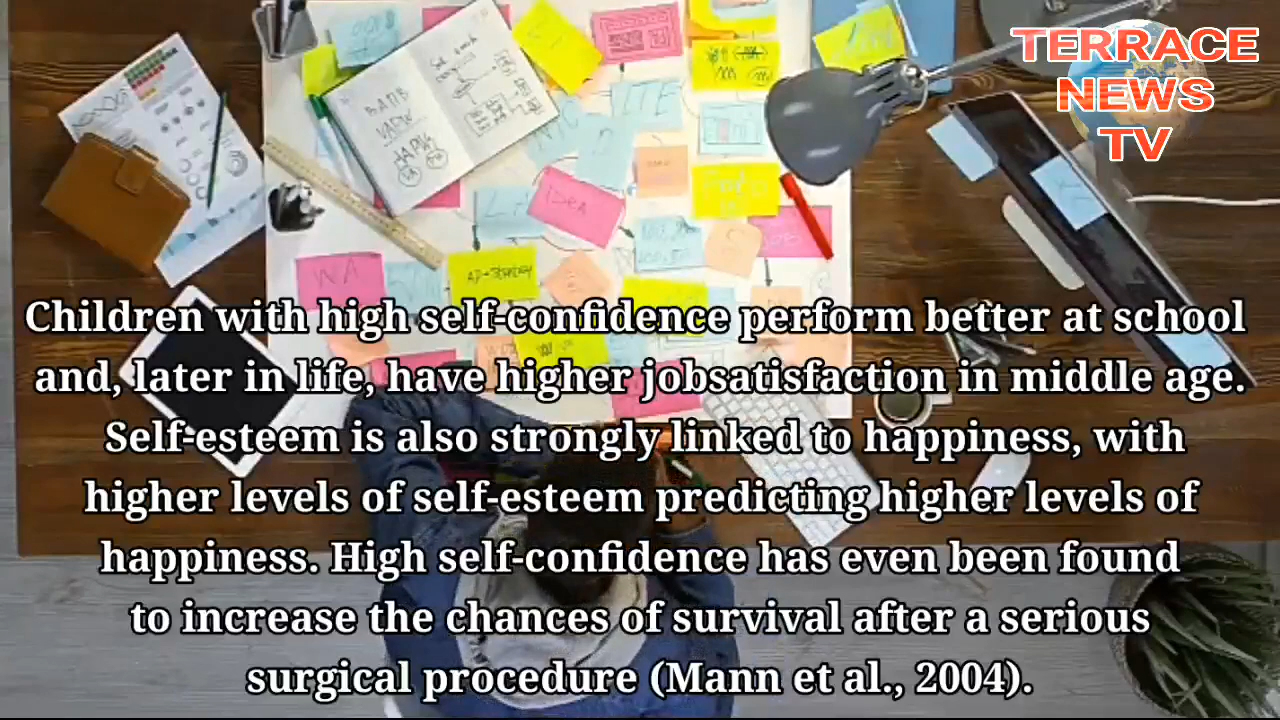 TERRACE
NEWS
TV
Children with high self-confidence perform better at school
and, later in life, have higher jobsatisfaction in middle age.
Self-esteem is also strongly linked to happiness, with
higher levels of self-esteem predicting higher levels of
happiness. High self-confidence has even been found
to increase the chances of survival after a serious
surgical procedure (Mann et al., 2004).